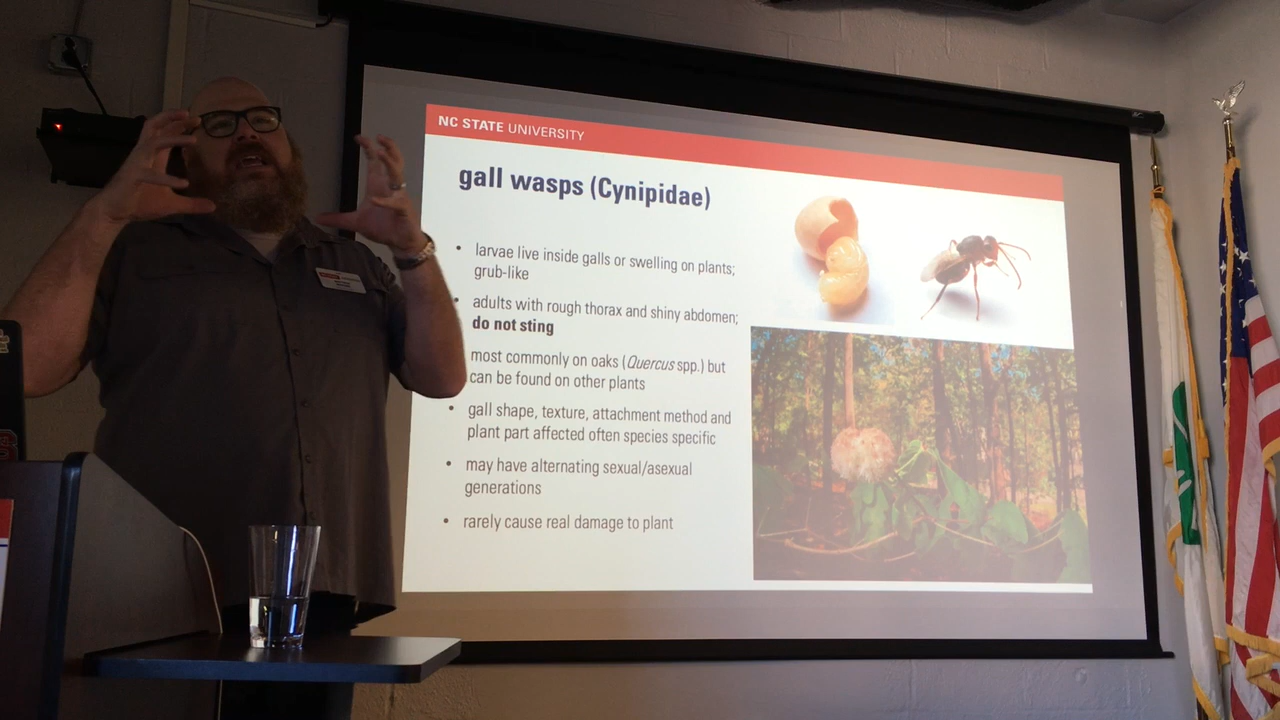 NC STATE UNIVERSITY
gall wasps (Cynipidae)
• larvae live inside galls or swelling on plants;
grub-like
• adults with rough thorax and shiny abdomen;
do not sting
most commonly on oaks (Quercus spp.) but
can be found on other plants
• gall shape, texture, attachment method and
plant part affected often species specific
• may have alternating sexual/asexual
generations
• rarely cause real damage to plant